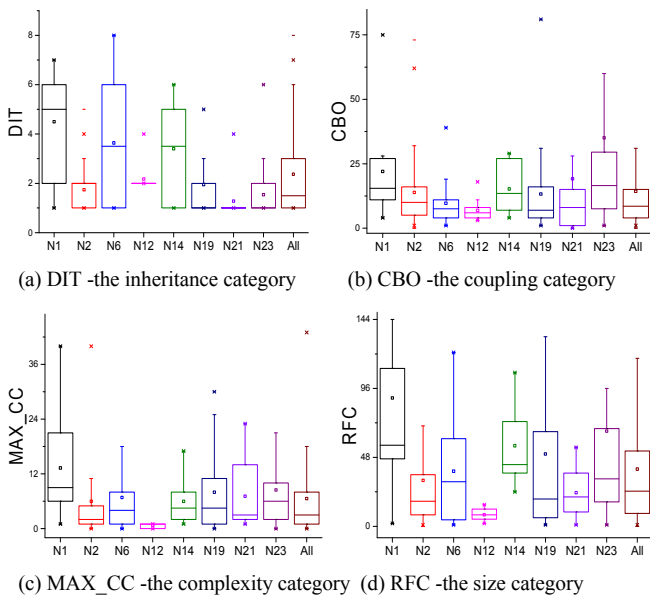 DIT
8
6
4
2
0
N1 N2 N6 N12 N14 N19 N21 N23 All
CBO
75
50
25
0
N1 N2 N6 N12 N14 N19 N21 N23 All
(a) DIT -the inheritance category
(b) CBO -the coupling category
MAX_CC
36
24
12
0
N1 N2 N6 N12 N14 N19 N21 N23 All
RFC
144
96
48
0
N1 N2 N6 N12 N14 N19 N21 N23 All
(c) MAX_CC -the complexity category
(d) RFC -the size category